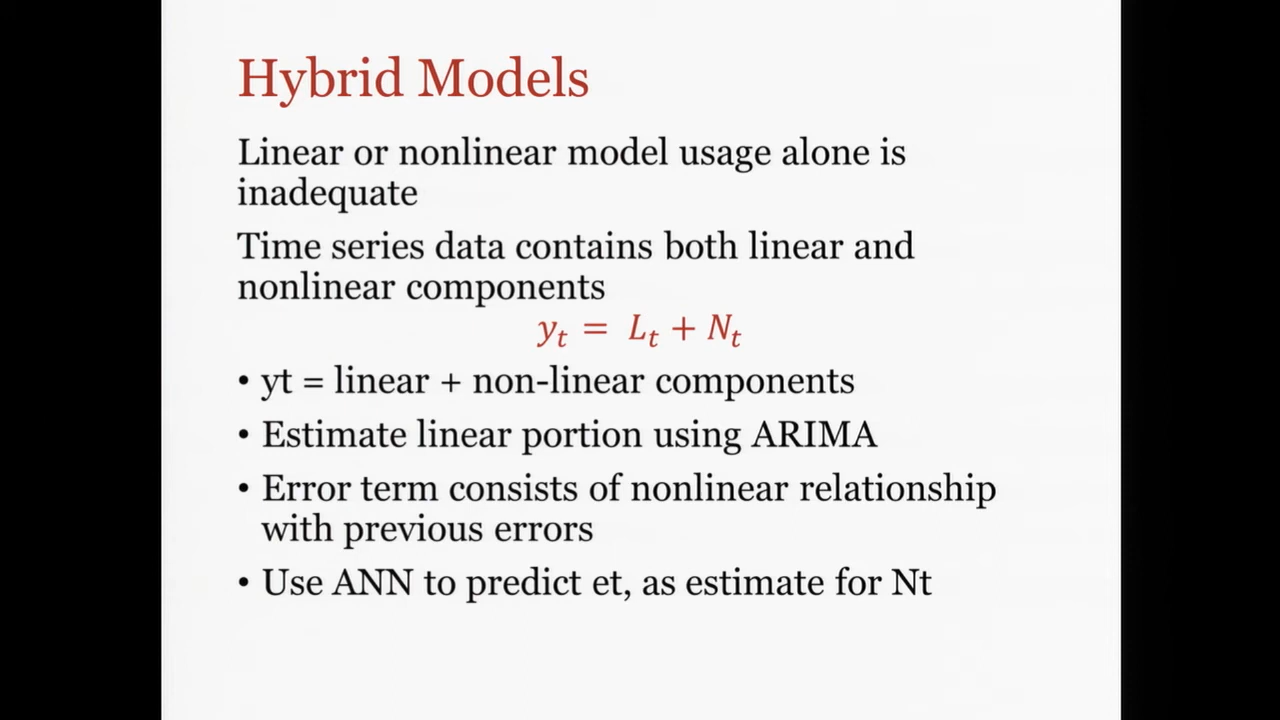 Hybrid Models
Linear or nonlinear model usage alone is
inadequate
Time series data contains both linear and
nonlinear components
𝑦ₜ = 𝐿ₜ + 𝑁ₜ
• yt = linear + non-linear components
• Estimate linear portion using ARIMA
• Error term consists of nonlinear relationship
with previous errors
• Use ANN to predict et, as estimate for Nt